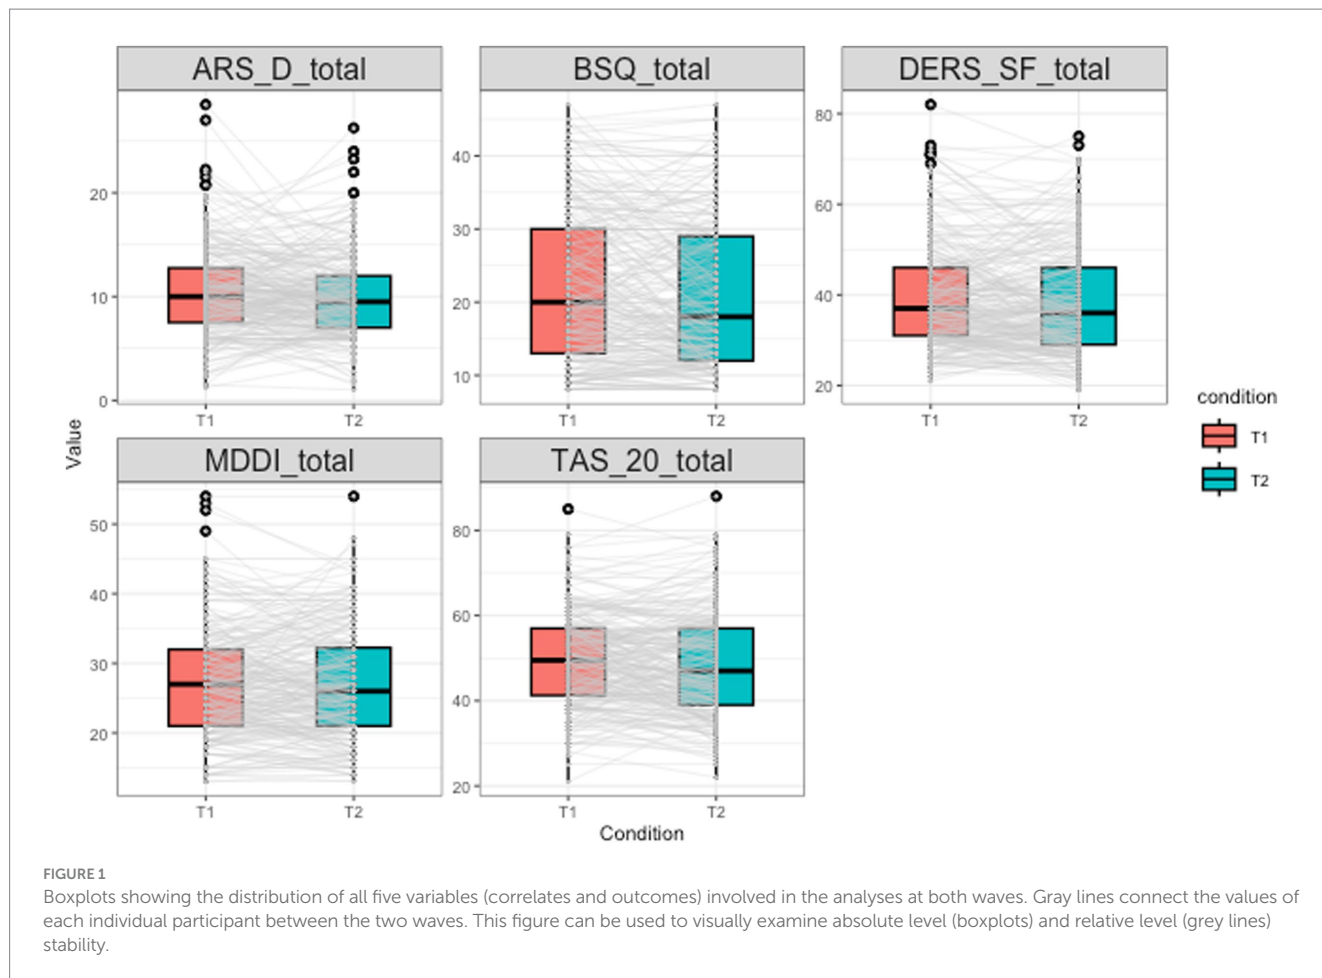 ARS_D_total
BSQ_total
DERS_SF_total
20
10
0
40
30
20
10
80
60
40
20
T1
T2
T1
T2
T1
T2
Value
condition
T1
T2
MDDI_total
TAS_20_total
50
40
30
20
80
60
40
20
T1
T2
T1
T2
Condition
FIGURE 1
Boxplots showing the distribution of all five variables (correlates and outcomes) involved in the analyses at both waves. Gray lines connect the values of
each individual participant between the two waves. This figure can be used to visually examine absolute level (boxplots) and relative level (grey lines)
stability.